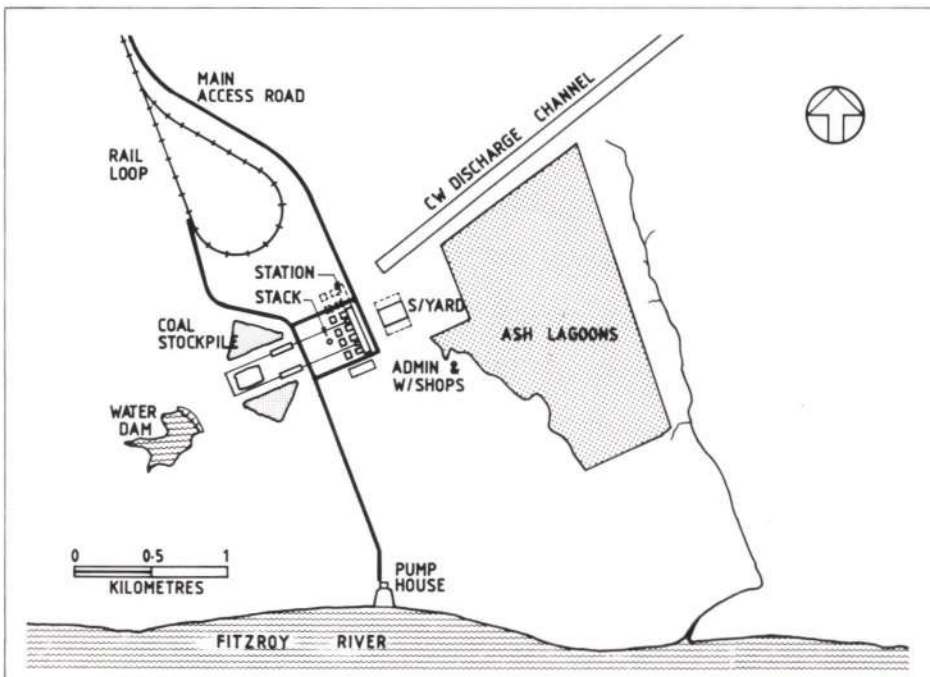 MAIN
ACCESS ROAD
CW DISCHARGE CHANNEL
RAIL
LOOP
STATION
STACK
S/YARD
COAL
STOCKPILE
ASH LAGOONS
ADMIN &
W/SHOPS
WATER
DAM
0 0·5 1
KILOMETRES
PUMP
HOUSE
FITZROY RIVER